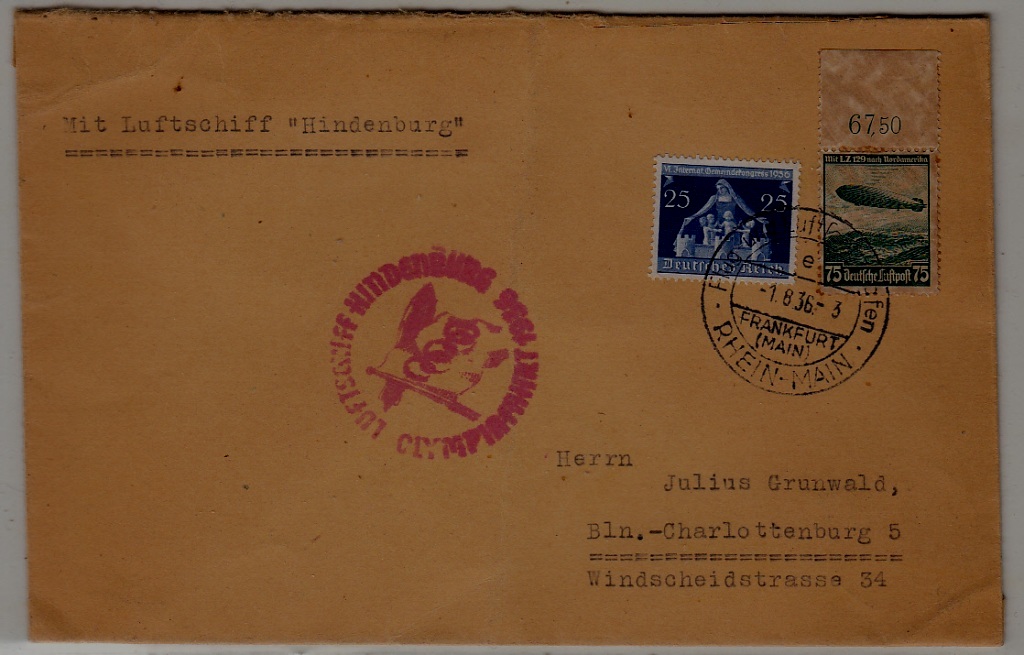 Mit Luftschiff "Hindenburg"
67,50
VI. Internat. Gemeindekongress 1936
25 25
Deutsches Reich
Mit LZ 129 nach Nordamerika
75 Deutsche Luftpost 75
e
-1.8.36.- 3
FRANKFURT
(MAIN)
· RHEIN-MAIN ·
LUFTSCHIFF HINDENBURG 1936
OLYMPIAFAHRT
Herrn
Julius Grunwald,
Bln.-Charlottenburg 5
Windscheidstrasse 34